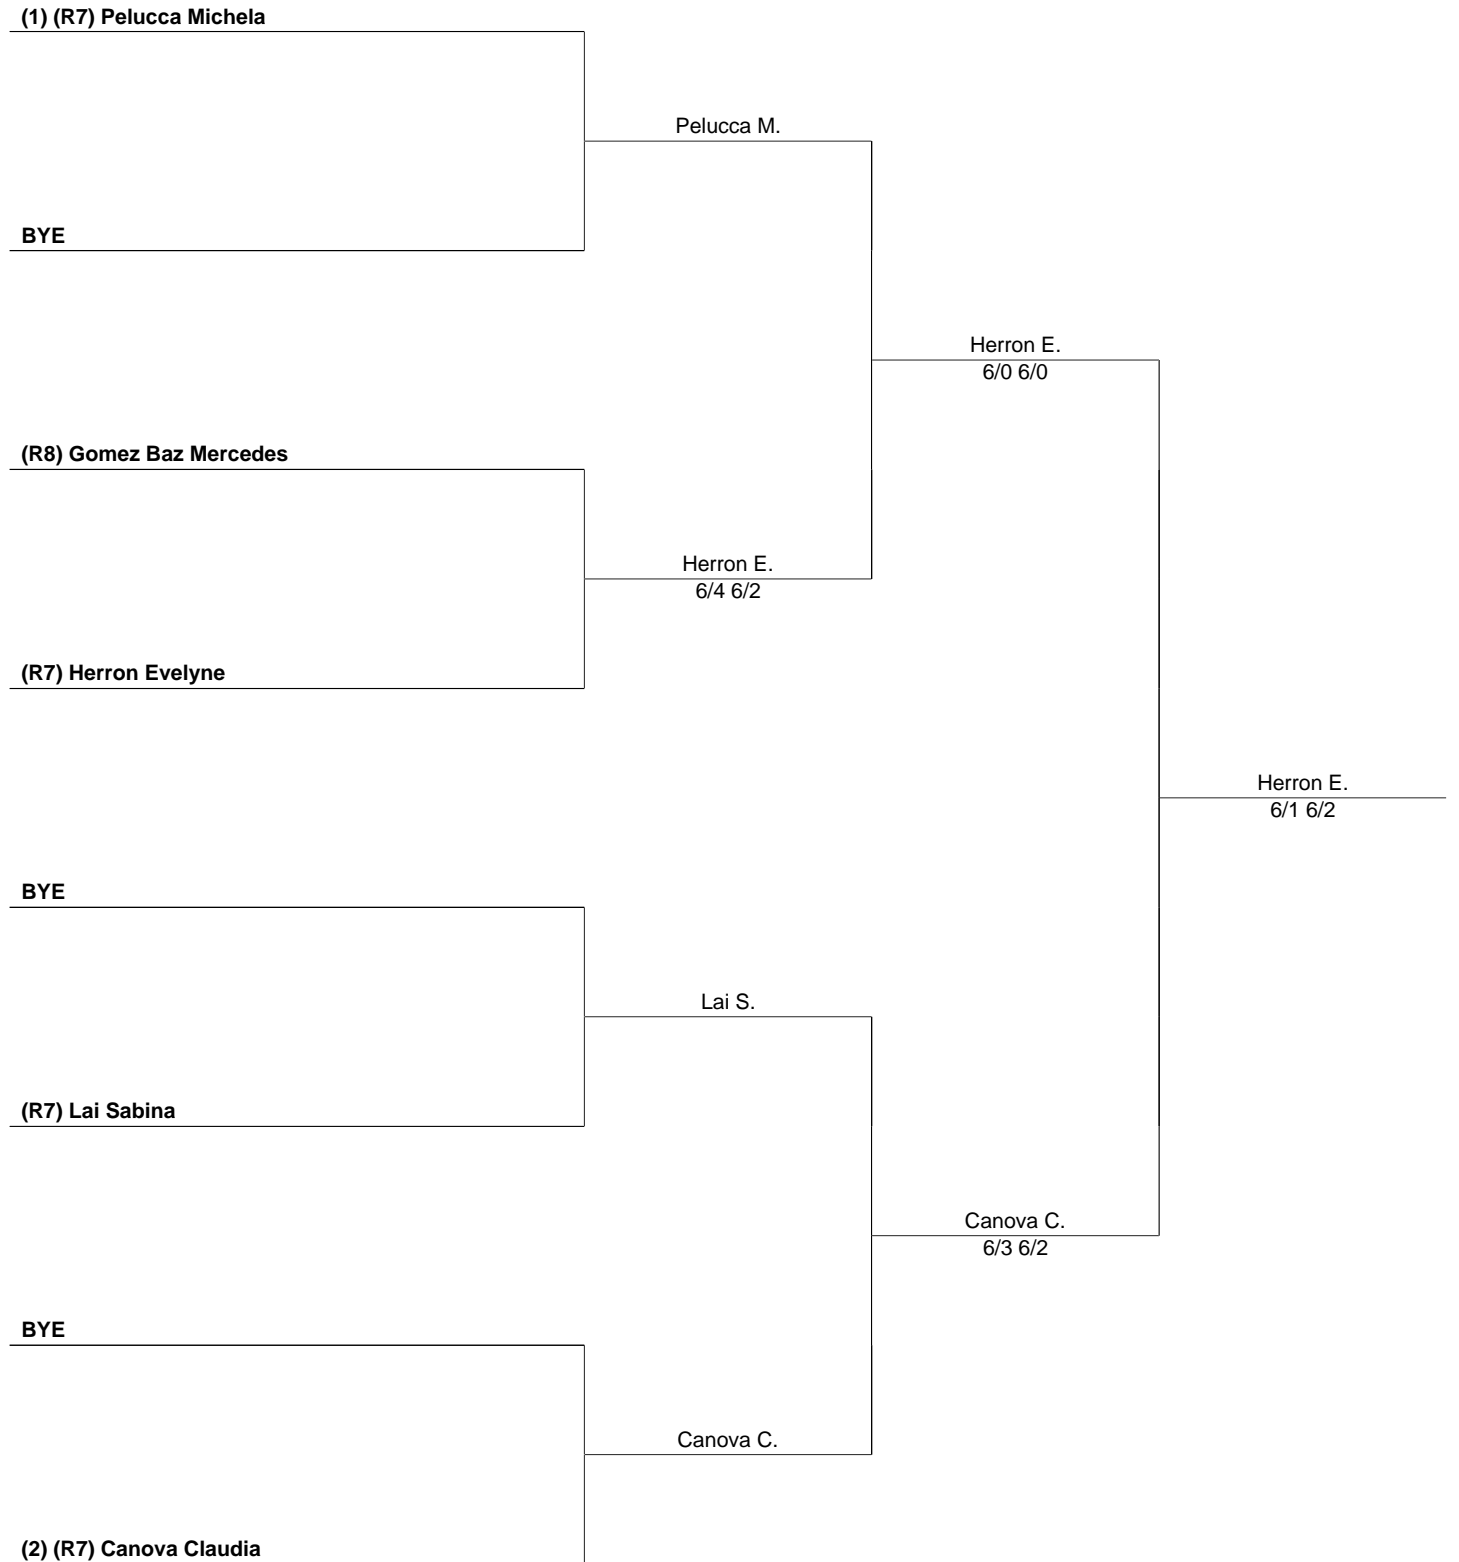 (1) (R7) Pelucca Michela
Pelucca M.
BYE
Herron E.
6/0 6/0
(R8) Gomez Baz Mercedes
Herron E.
6/4 6/2
(R7) Herron Evelyne
Herron E.
6/1 6/2
BYE
Lai S.
(R7) Lai Sabina
Canova C.
6/3 6/2
BYE
Canova C.
(2) (R7) Canova Claudia